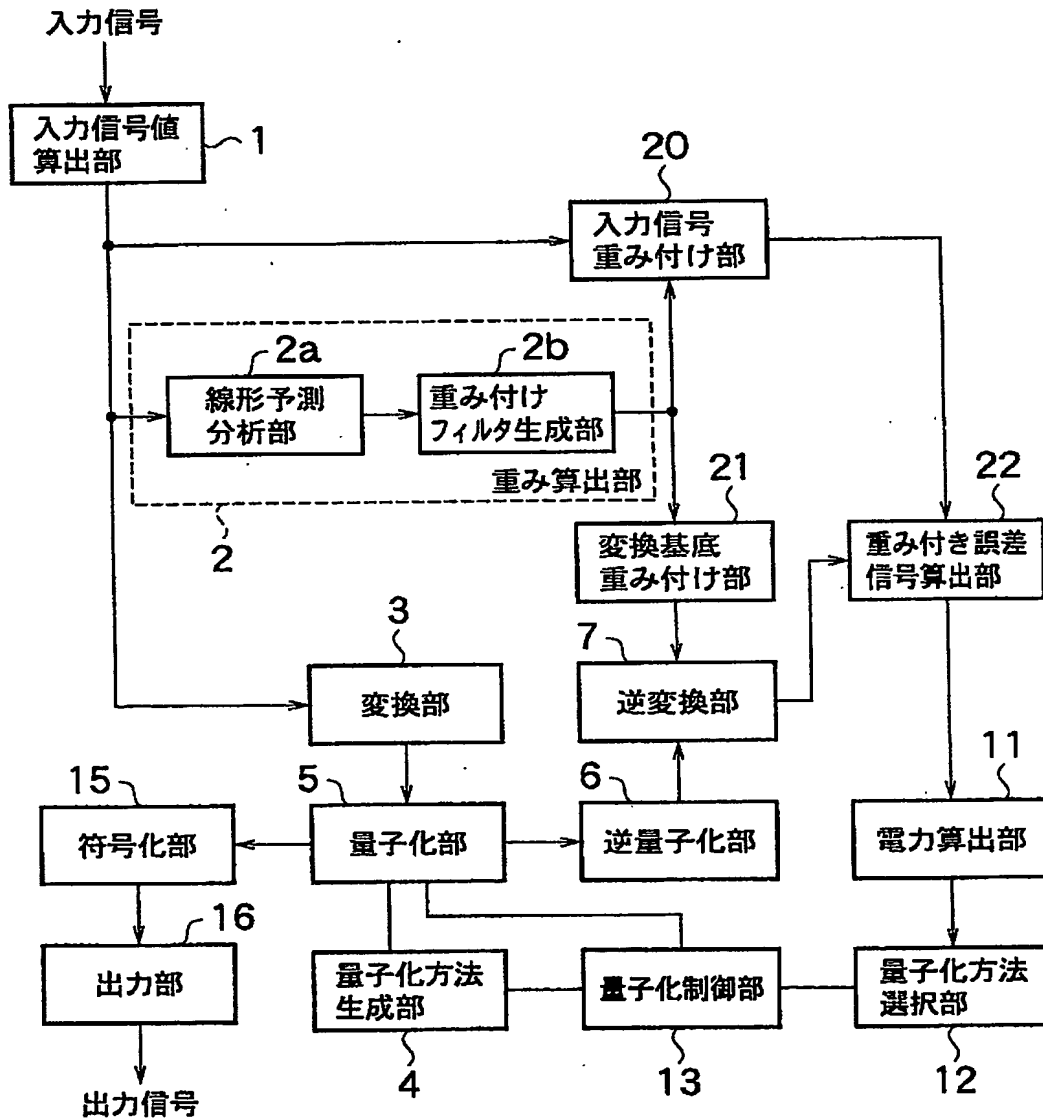 入力信号
入力信号値
算出部
1
20
入力信号
重み付け部
2a
線形予測
分析部
2b
重み付け
フィルタ生成部
重み算出部
2
21
変換基底
重み付け部
22
重み付き誤差
信号算出部
3
変換部
7
逆変換部
15
符号化部
5
量子化部
6
逆量子化部
11
電力算出部
16
出力部
量子化方法
生成部
4
量子化制御部
13
量子化方法
選択部
12
出力信号